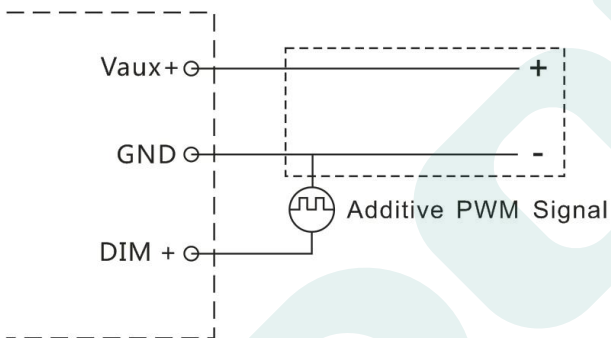 Vaux+
+
GND
-
Additive PWM Signal
DIM +